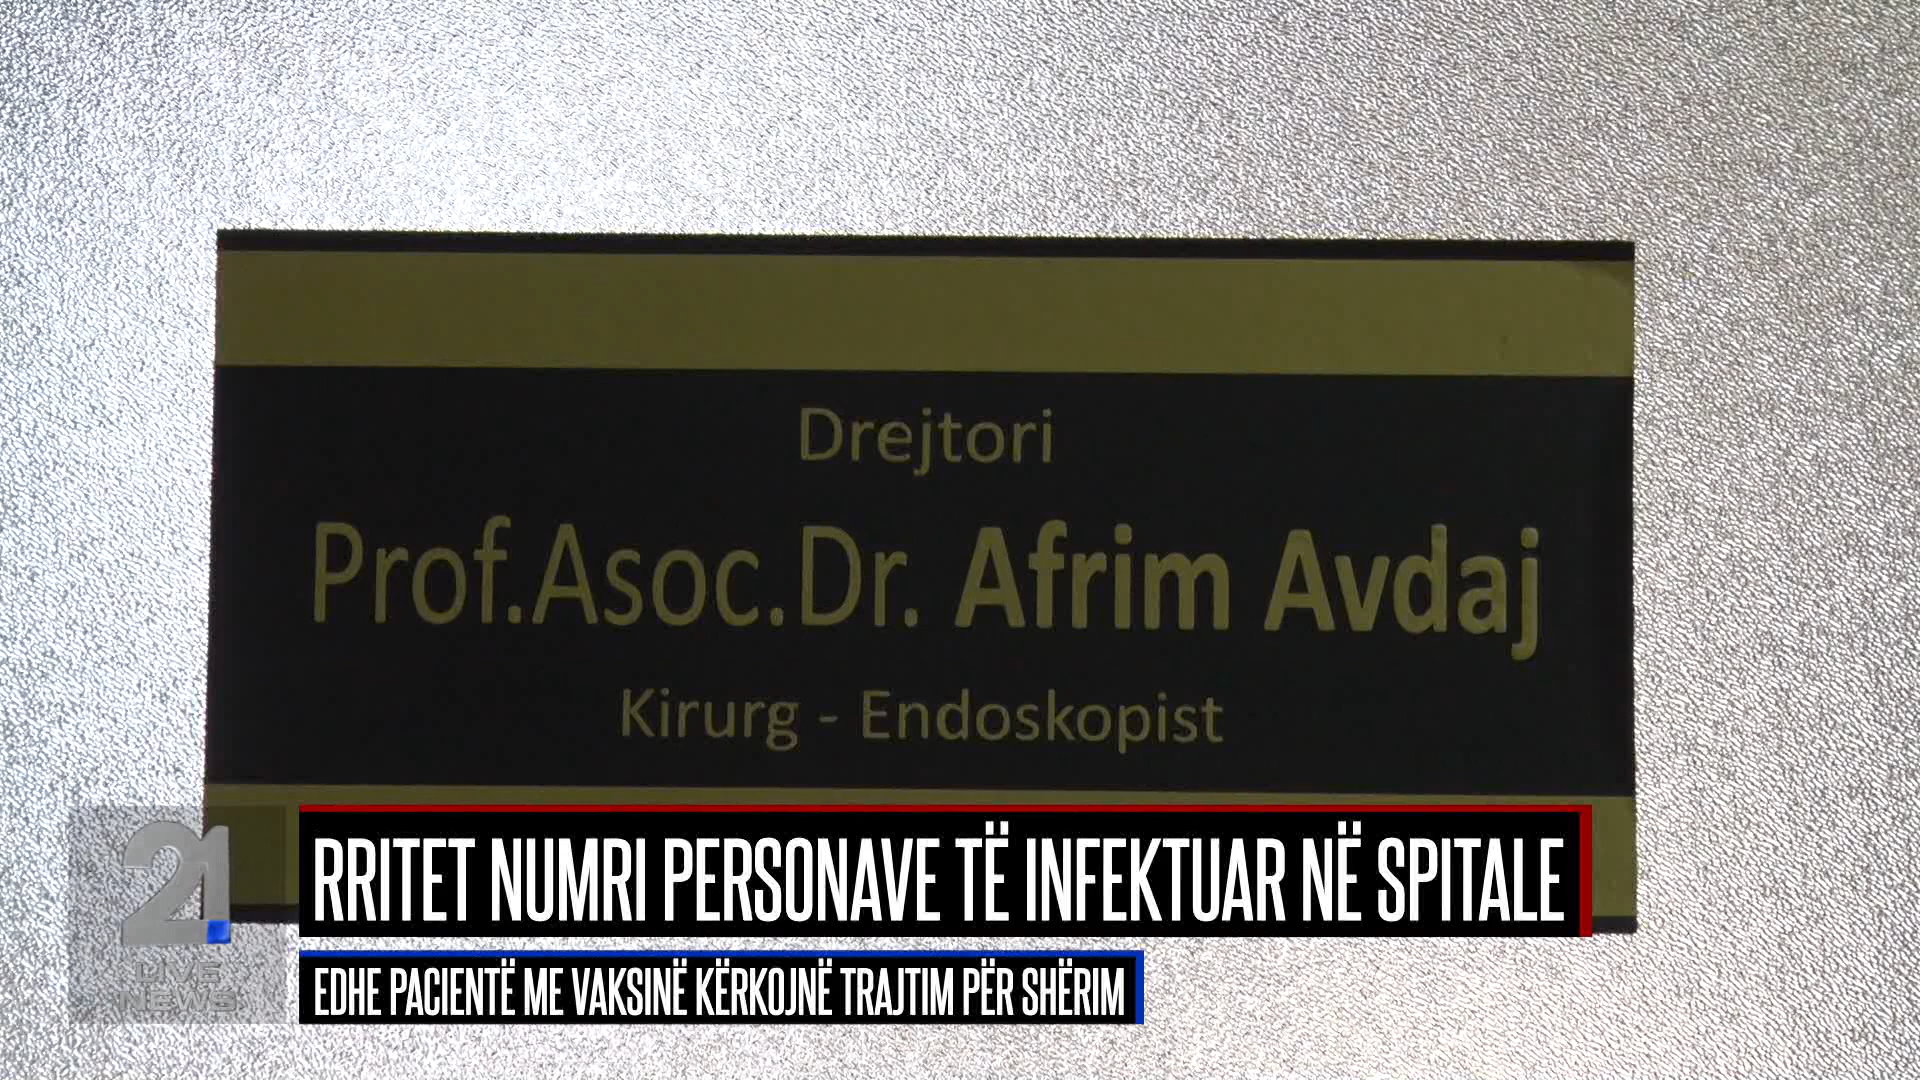 Drejtori
Prof.Asoc.Dr. Afrim Avdaj
Kirurg - Endoskopist
RRITET NUMRI PERSONAVE TË INFEKTUAR NË SPITALE
EDHE PACIENTË ME VAKSINË KËRKOJNË TRAJTIM PËR SHËRIM
21
LIVE
NEWS